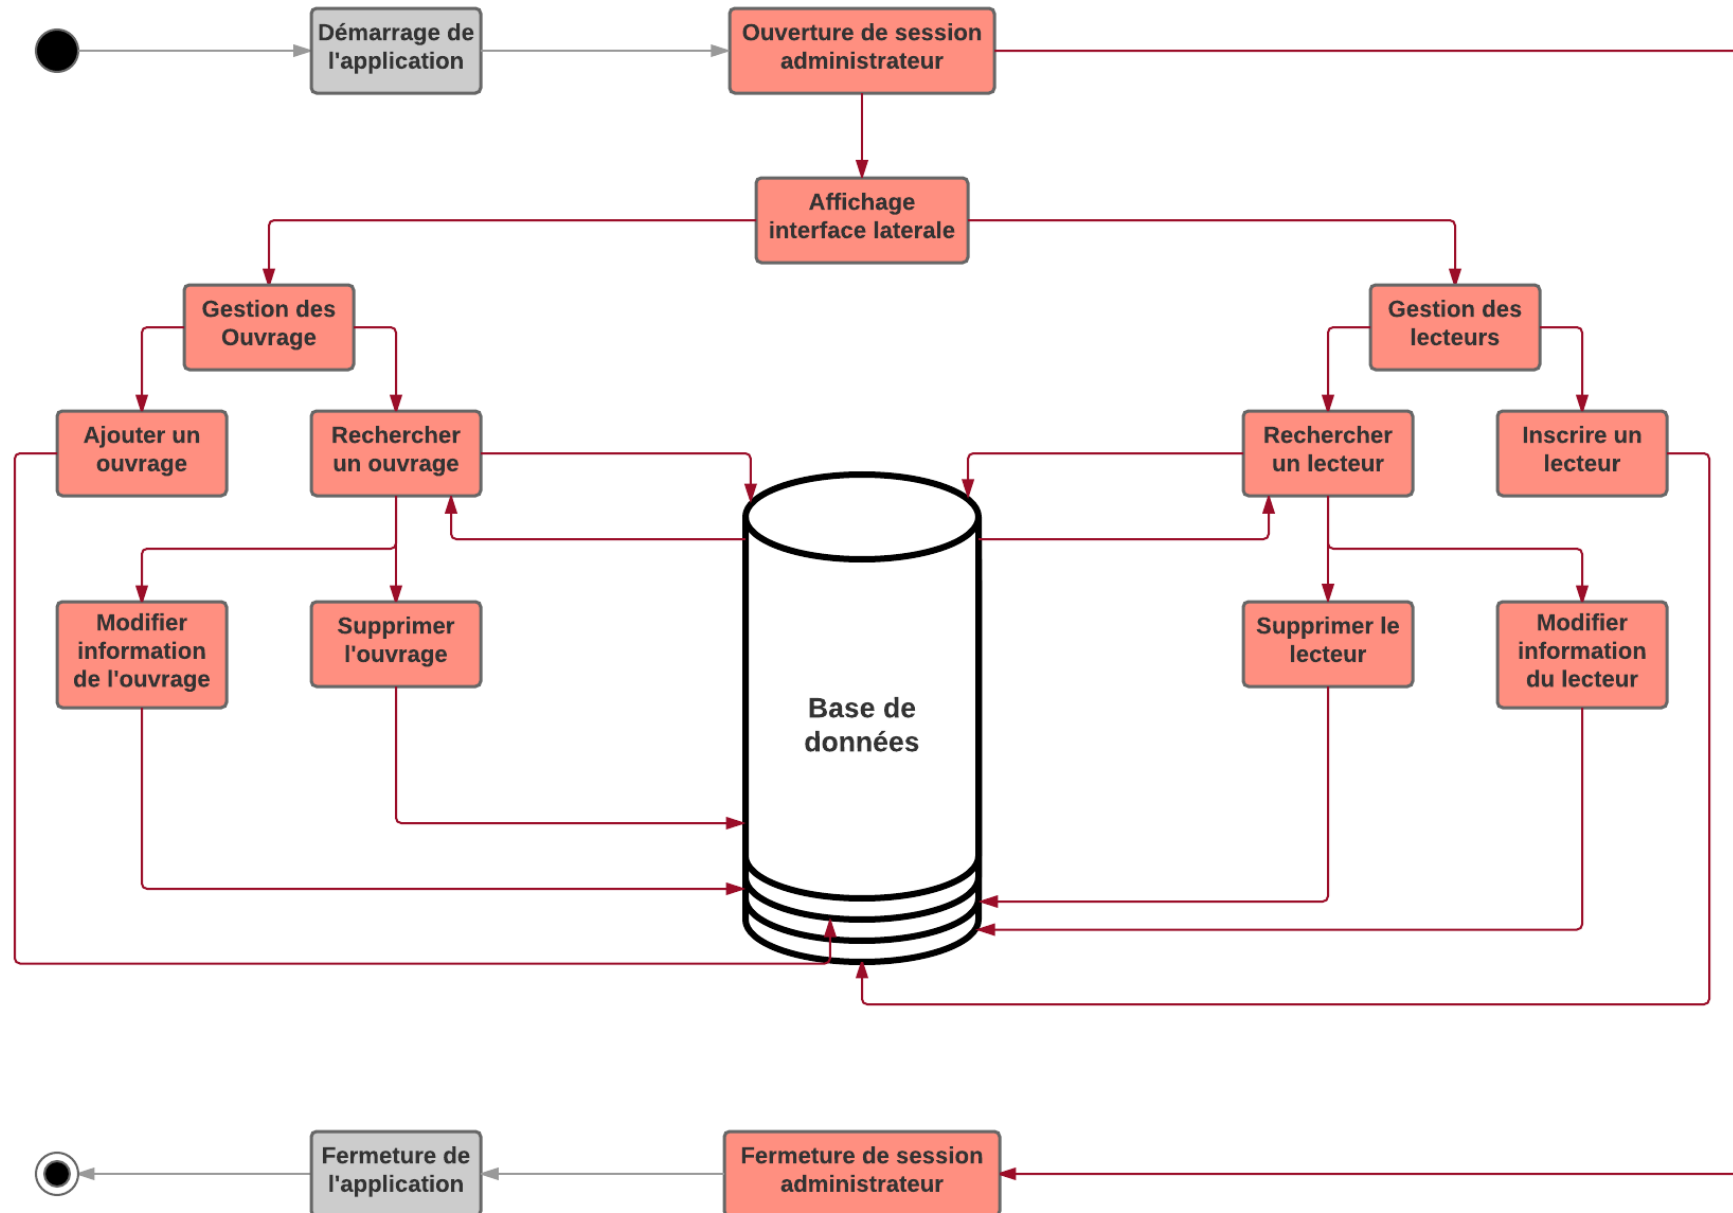 Démarrage de
l'application
Ouverture de session
administrateur
Affichage
interface laterale
Gestion des
Ouvrage
Gestion des
lecteurs
Ajouter un
ouvrage
Rechercher
un ouvrage
Rechercher
un lecteur
Inscrire un
lecteur
Modifier
information
de l'ouvrage
Supprimer
l'ouvrage
Supprimer le
lecteur
Modifier
information
du lecteur
Base de
données
Fermeture de
l'application
Fermeture de session
administrateur